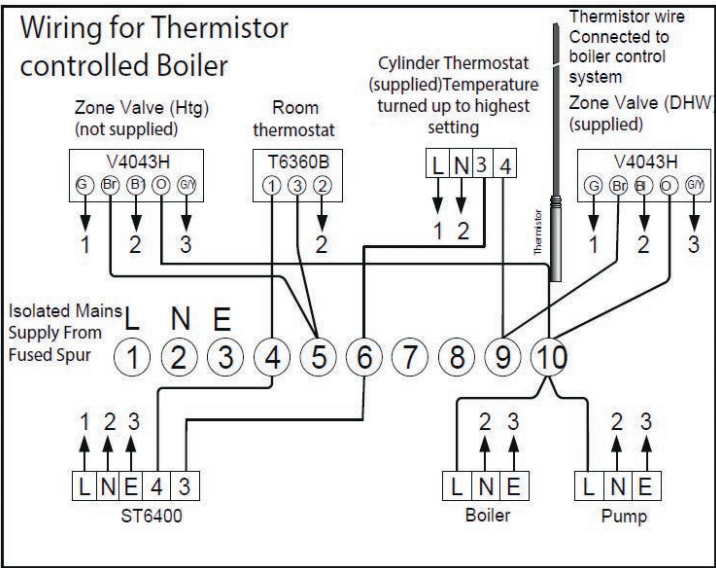 Wiring for Thermistor
controlled Boiler
Thermistor wire
Connected to
boiler control
system
Cylinder Thermostat
(supplied)Temperature
turned up to highest
setting
Zone Valve (Htg)
(not supplied)
Room
thermostat
Zone Valve (DHW)
(supplied)
V4043H
G Br B1 O G/Y
1 2 3
T6360B
1 3 2
2
L N 3 4
1 2
Thermistor
V4043H
G Br Bl O G/Y
1 2 3
Isolated Mains
Supply From
Fused Spur
L N E
1 2 3 4 5 6 7 8 9 10
1 2 3
L N E 4 3
ST6400
2 3
L N E
Boiler
2 3
L N E
Pump